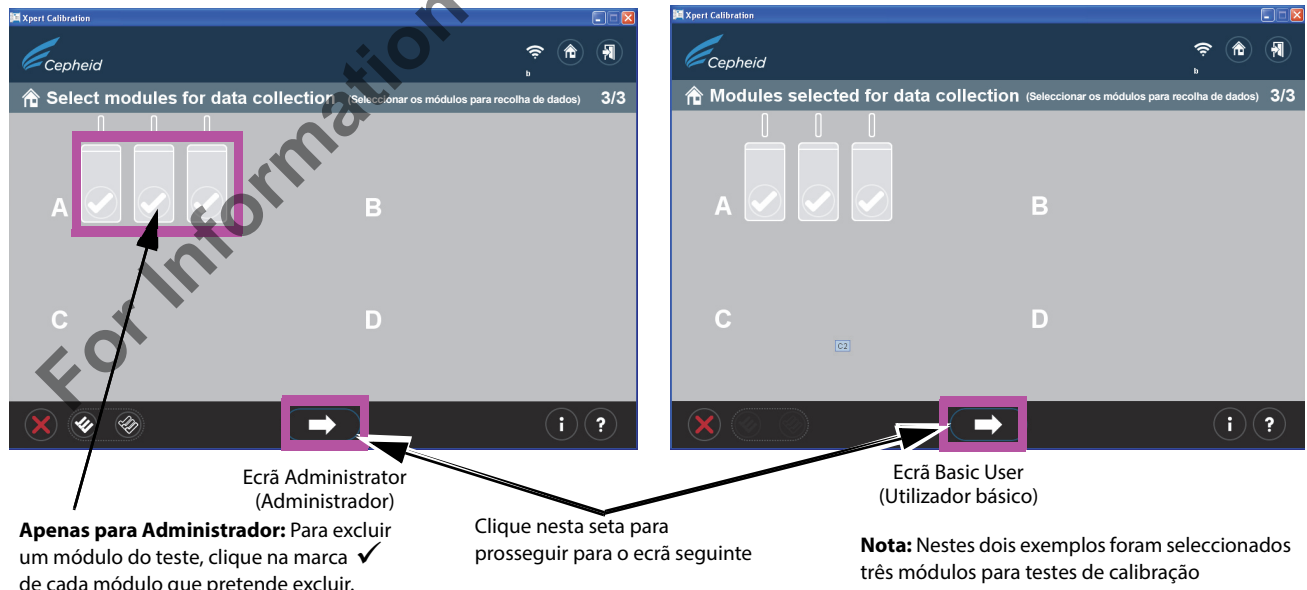 Xpert Calibration
Cepheid
b
Select modules for data collection (Seleccionar os módulos para recolha de dados) 3/3
A
B
C
D
i ?
Xpert Calibration
Cepheid
b
Modules selected for data collection (Seleccionar os módulos para recolha de dados) 3/3
A
B
C
D
C2
i ?
For Information
Ecrã Administrator
(Administrador)
Apenas para Administrador: Para excluir
um módulo do teste, clique na marca ✓
de cada módulo que pretende excluir.
Clique nesta seta para
prosseguir para o ecrã seguinte
Ecrã Basic User
(Utilizador básico)
Nota: Nestes dois exemplos foram seleccionados
três módulos para testes de calibração